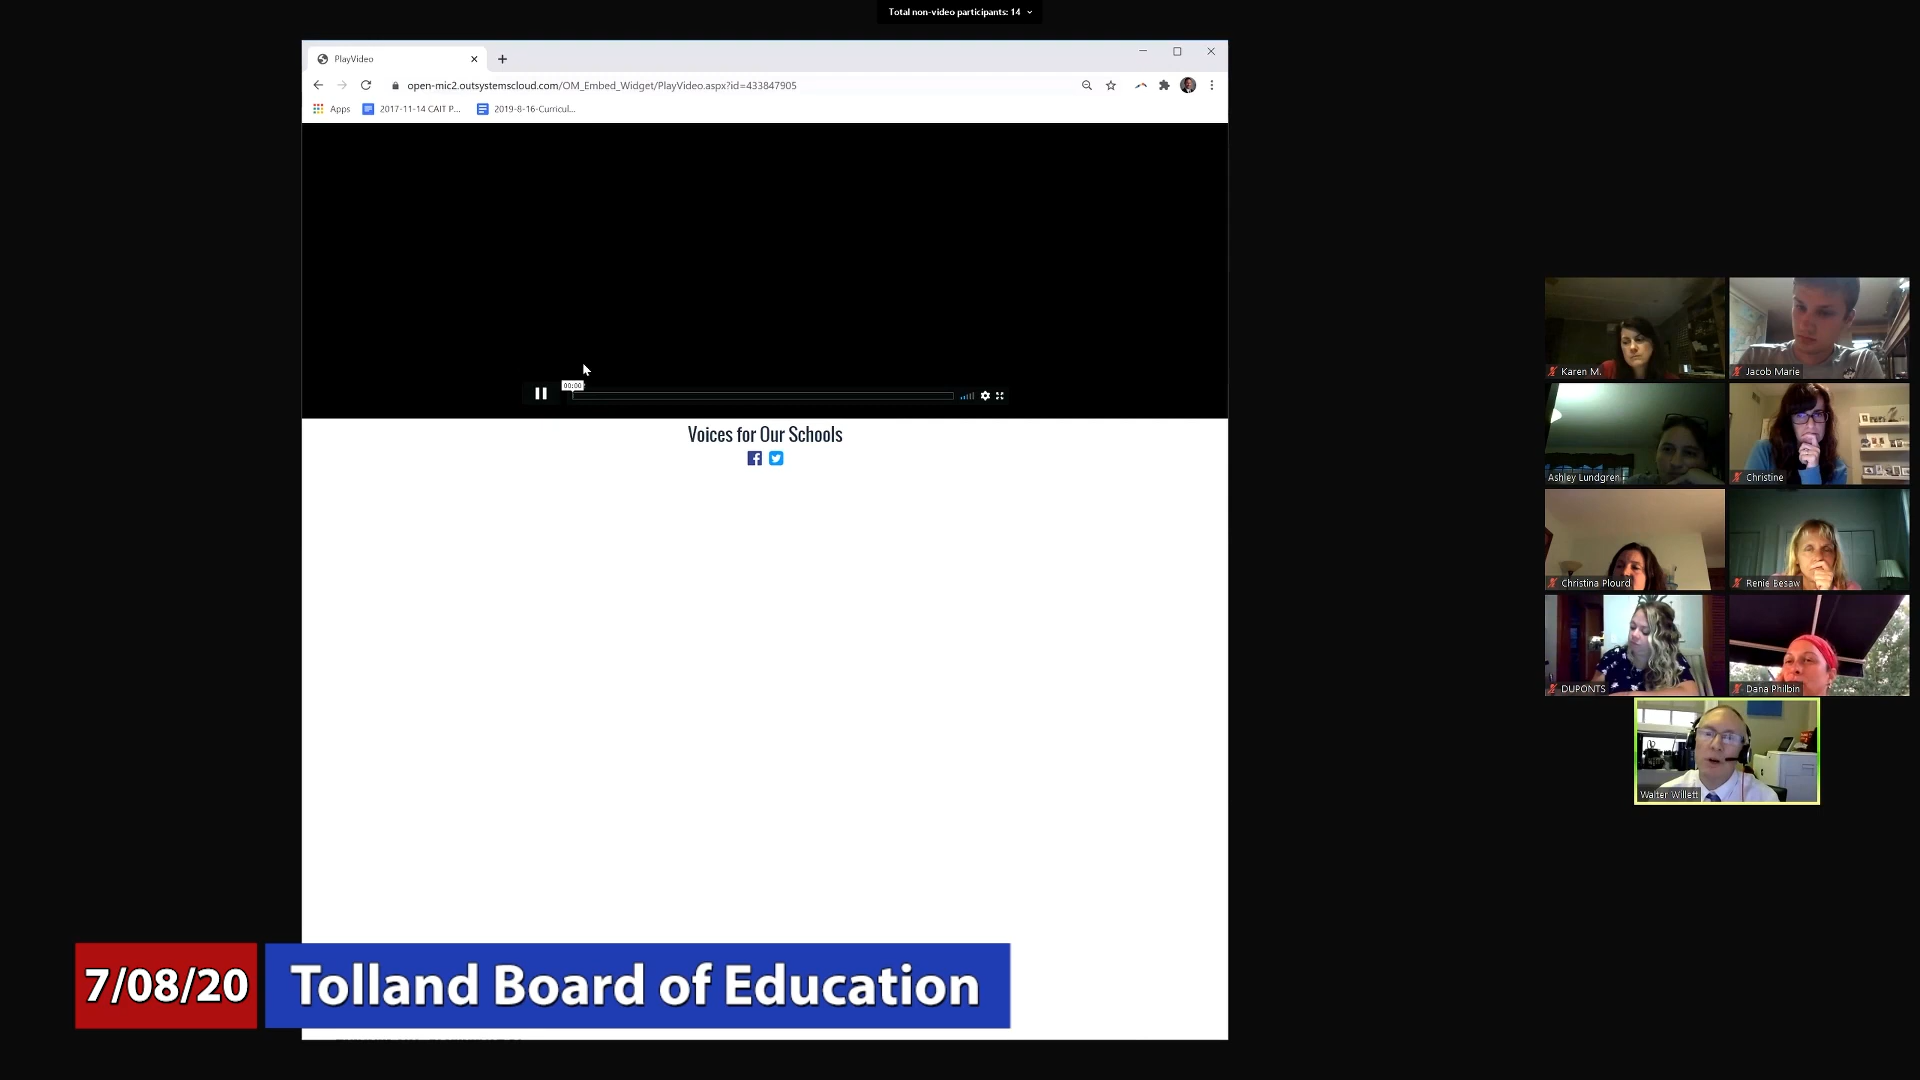 Total non-video participants: 14
PlayVideo
open-mic2.outsystemscloud.com/OM_Embed_Widget/PlayVideo.aspx?id=433847905
Apps
2017-11-14 CAIT P...
2019-8-16-Curricul...
00:00
Voices for Our Schools
Karen M.
Jacob Marie
Ashley Lundgren
Christine
Christina Plourd
Renie Besaw
DUPONTS
Dana Philbin
Walter Willett
7/08/20
Tolland Board of Education